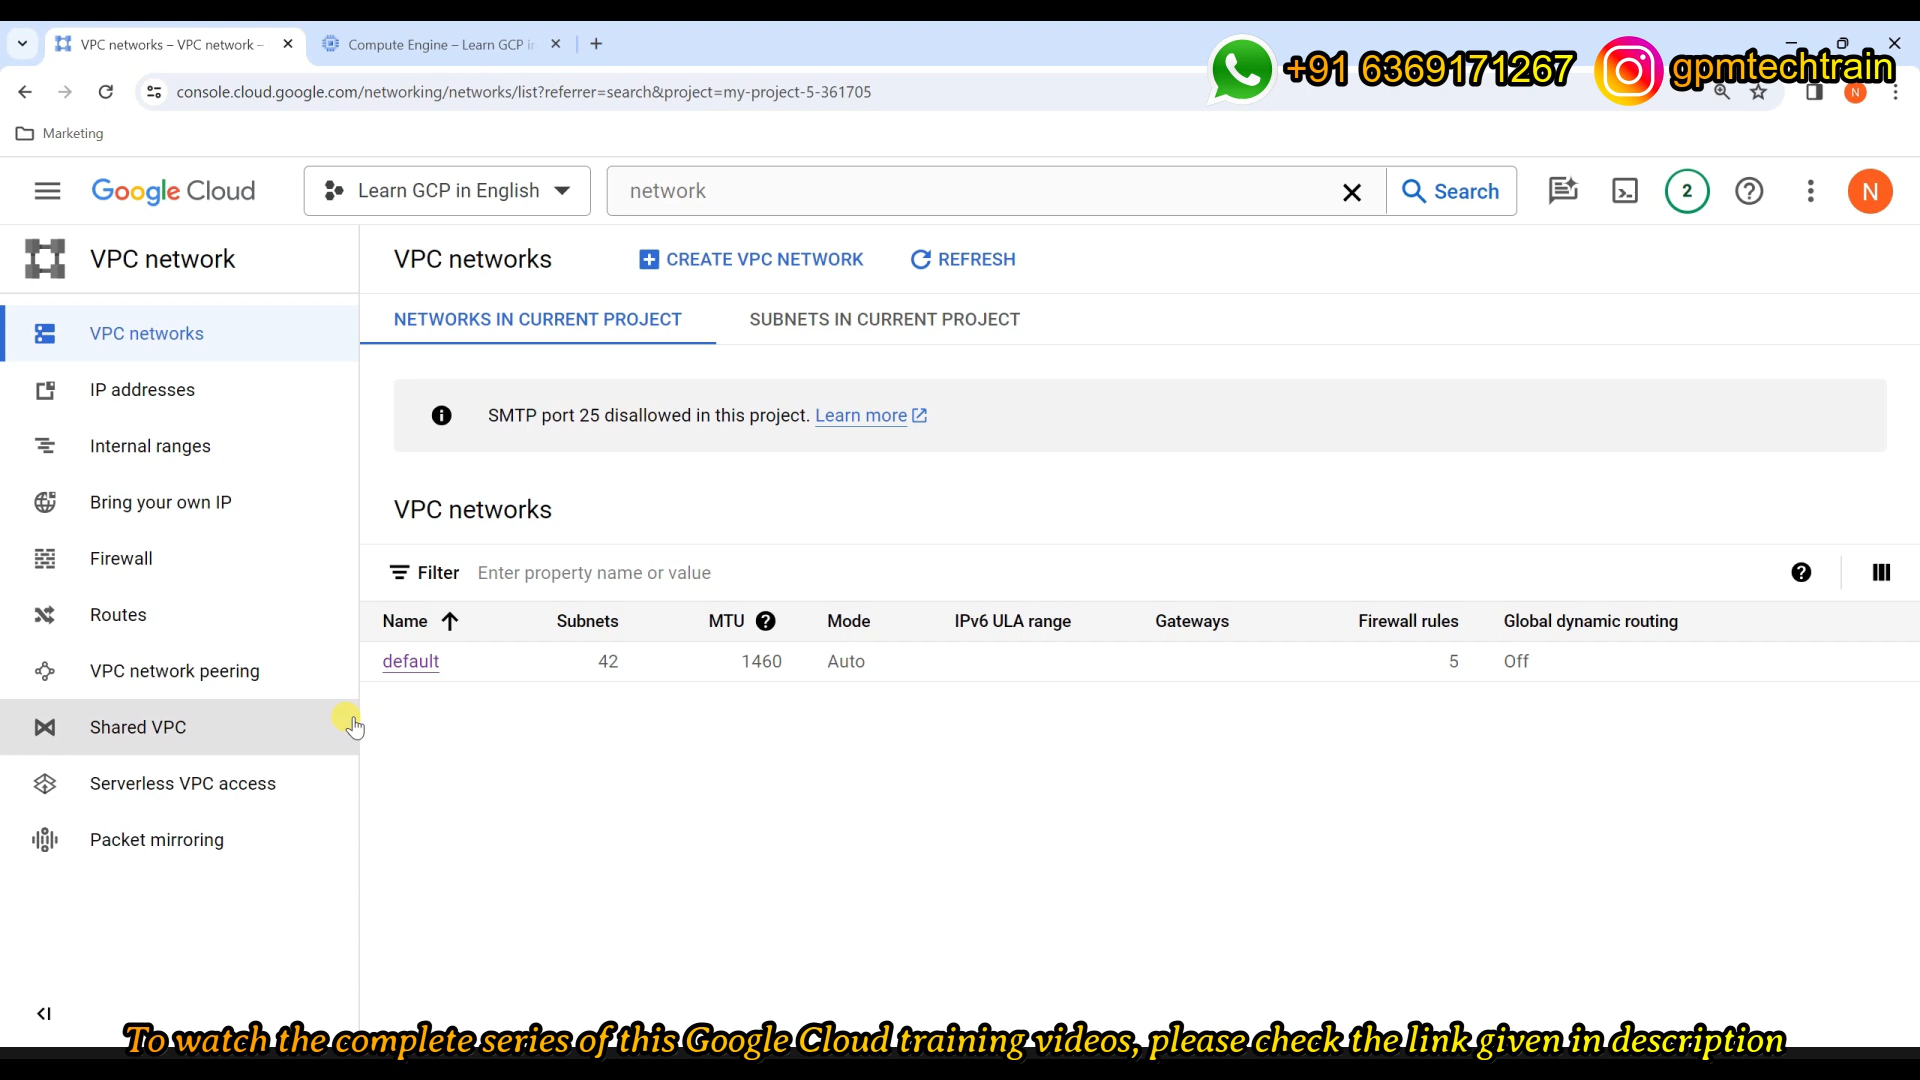 VPC networks – VPC network –
Compute Engine – Learn GCP in
+91 6369171267
gpmtechtrain
console.cloud.google.com/networking/networks/list?referrer=search&project=my-project-5-361705
N
Marketing
Google Cloud
Learn GCP in English
network
Search
2
N
VPC network
VPC networks
CREATE VPC NETWORK
REFRESH
VPC networks
IP addresses
Internal ranges
Bring your own IP
Firewall
Routes
VPC network peering
Shared VPC
Serverless VPC access
Packet mirroring
NETWORKS IN CURRENT PROJECT
SUBNETS IN CURRENT PROJECT
SMTP port 25 disallowed in this project. Learn more
VPC networks
Filter Enter property name or value
Name Subnets MTU Mode IPv6 ULA range Gateways Firewall rules Global dynamic routing
default 42 1460 Auto 5 Off
To watch the complete series of this Google Cloud training videos, please check the link given in description